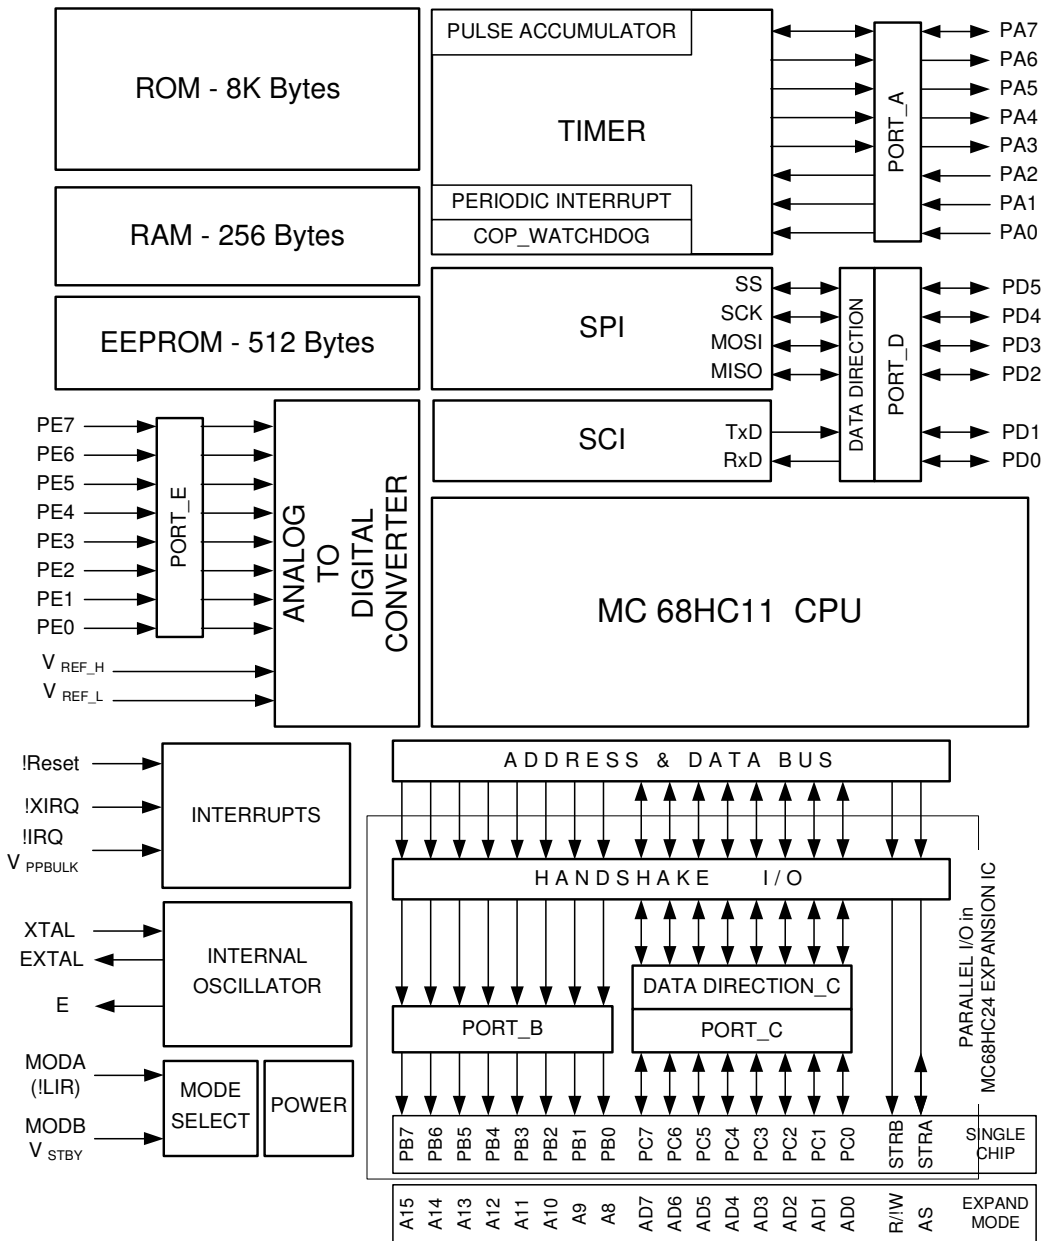 ROM - 8K Bytes
RAM - 256 Bytes
EEPROM - 512 Bytes
PULSE ACCUMULATOR
TIMER
PERIODIC INTERRUPT
COP_WATCHDOG
PORT_A
PA7
PA6
PA5
PA4
PA3
PA2
PA1
PA0
SPI
SS
SCK
MOSI
MISO
SCI
TxD
RxD
DATA DIRECTION
PORT_D
PD5
PD4
PD3
PD2
PD1
PD0
PE7
PE6
PE5
PE4
PE3
PE2
PE1
PE0
PORT_E
V REF_H
V REF_L
ANALOG
TO
DIGITAL
CONVERTER
MC 68HC11 CPU
!Reset
!XIRQ
!IRQ
V PPBULK
INTERRUPTS
XTAL
EXTAL
E
INTERNAL
OSCILLATOR
MODA
(!LIR)
MODB
V STBY
MODE
SELECT
POWER
ADDRESS & DATA BUS
HANDSHAKE I/O
DATA DIRECTION_C
PORT_B
PORT_C
PARALLEL I/O in
MC68HC24 EXPANSION IC
PB7 PB6 PB5 PB4 PB3 PB2 PB1 PB0 PC7 PC6 PC5 PC4 PC3 PC2 PC1 PC0 STRB STRA
SINGLE
CHIP
A15 A14 A13 A12 A11 A10 A9 A8 AD7 AD6 AD5 AD4 AD3 AD2 AD1 AD0 R/!W AS
EXPAND
MODE